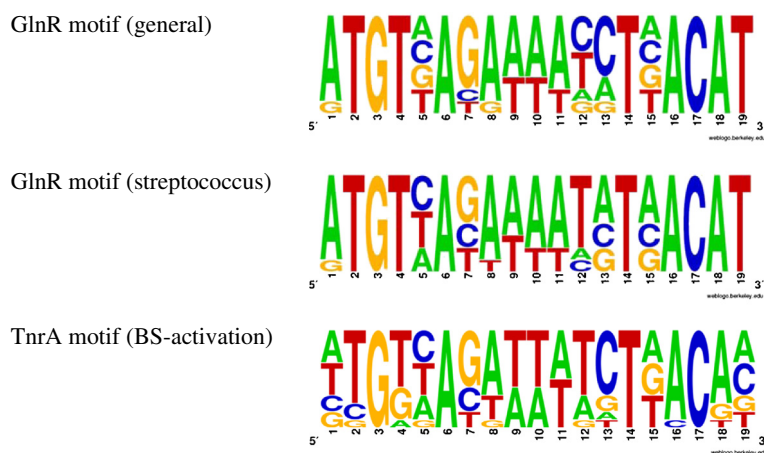 GlnR motif (general)
A T G T A A G A A A A C C T A A C A T
G C G T C T G T T T T A G A G C G T
5´ 1 2 3 4 5 6 7 8 9 10 11 12 13 14 15 16 17 18 19 3´
weblogo.berkeley.edu
GlnR motif (streptococcus)
A T G T C A G A A A A T A T A A C A T
G T A C T T T T T A C C G C G
5´ 1 2 3 4 5 6 7 8 9 10 11 12 13 14 15 16 17 18 19 3´
weblogo.berkeley.edu
TnrA motif (BS-activation)
A T G T C A G A T T A T C T A A C A A
T C G C G G A T A G C T T G A A T A G G A T G T C G T C G T
5´ 1 2 3 4 5 6 7 8 9 10 11 12 13 14 15 16 17 18 19 3´
weblogo.berkeley.edu